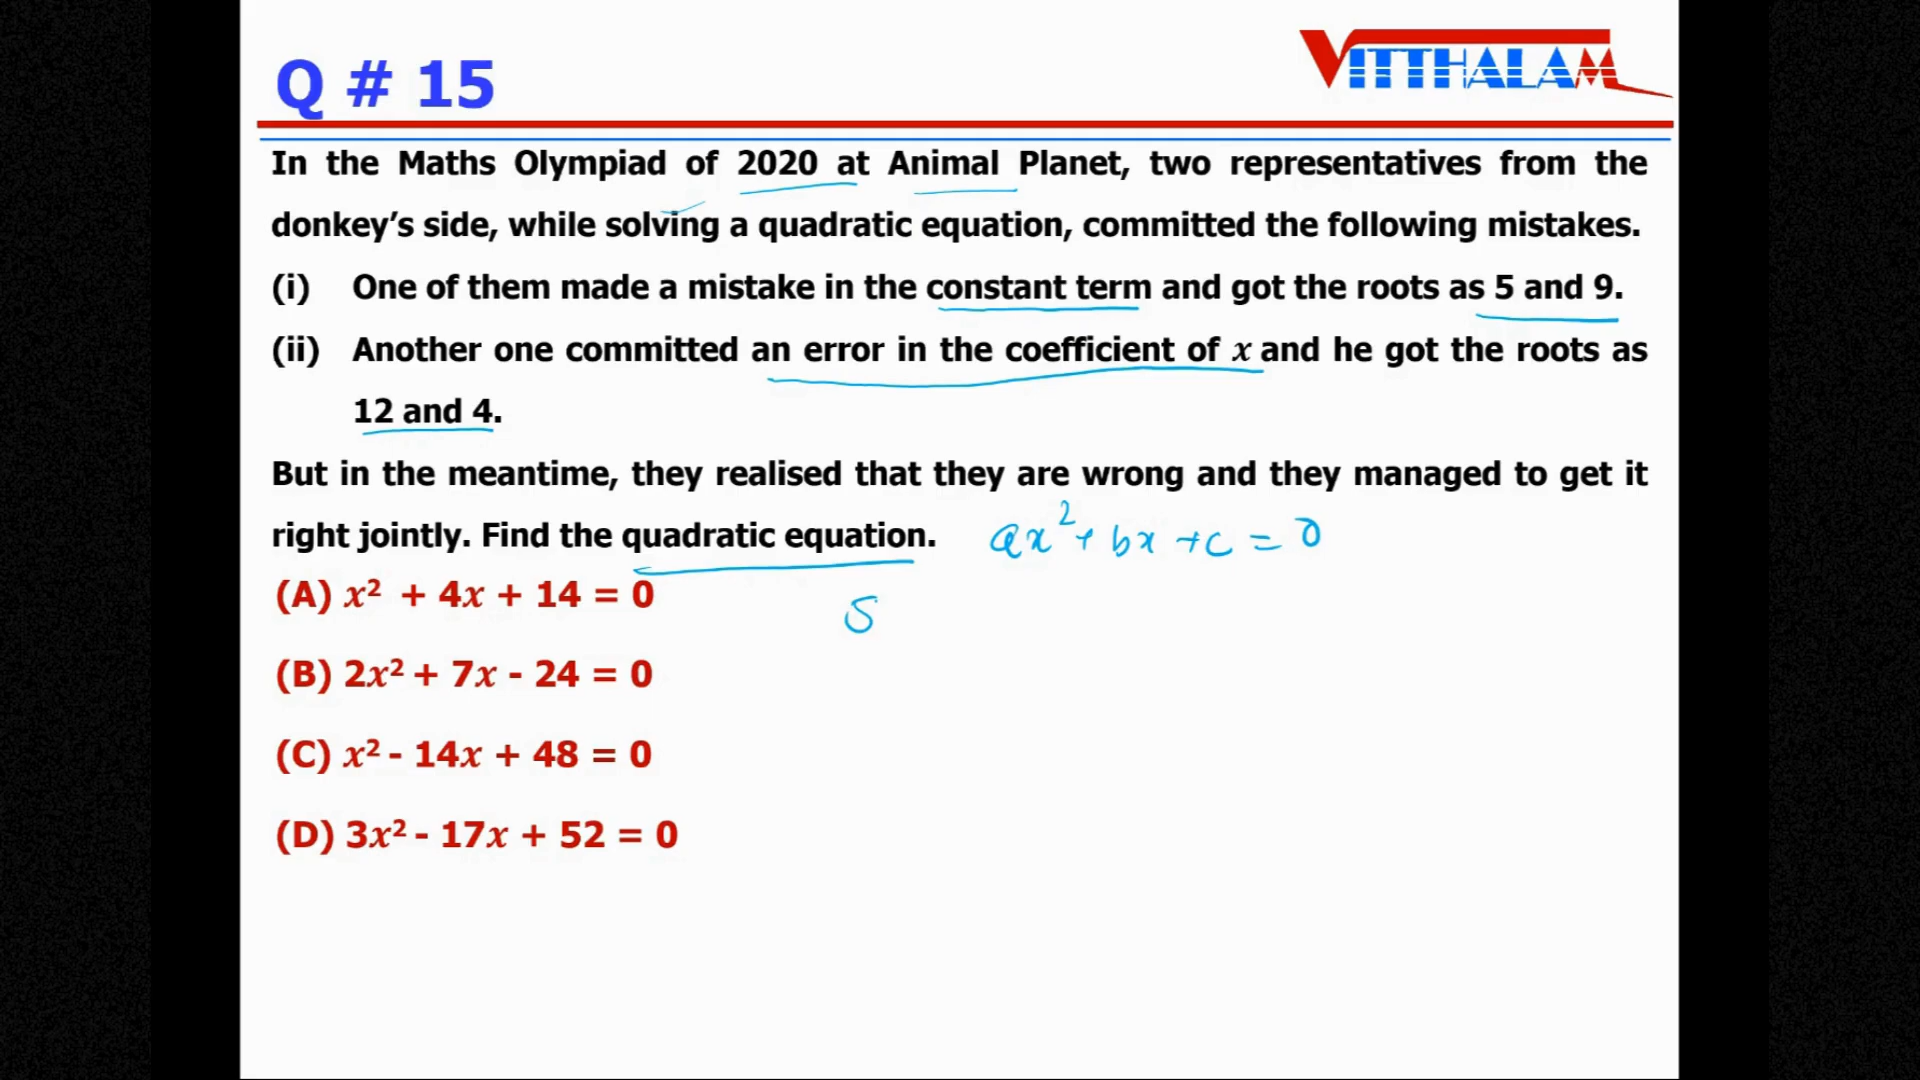 Q # 15
VITTHALAM
In the Maths Olympiad of 2020 at Animal Planet, two representatives from the
donkey’s side, while solving a quadratic equation, committed the following mistakes.
(i) One of them made a mistake in the constant term and got the roots as 5 and 9.
(ii) Another one committed an error in the coefficient of x and he got the roots as
12 and 4.
But in the meantime, they realised that they are wrong and they managed to get it
right jointly. Find the quadratic equation. ax² + bx + c = 0
(A) x² + 4x + 14 = 0
S
(B) 2x² + 7x - 24 = 0
(C) x² - 14x + 48 = 0
(D) 3x² - 17x + 52 = 0